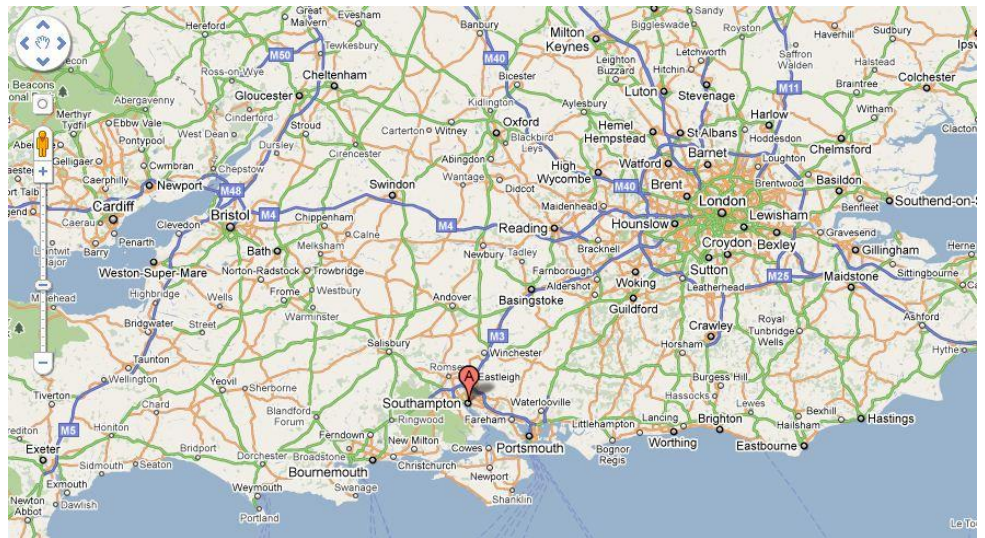 Hereford
Great
Malvern
Evesham
Banbury
Milton
Keynes
Biggleswade
Sandy
Royston
Haverhill
Sudbury
M50
Tewkesbury
M40
Bicester
Leighton
Buzzard
Letchworth
Hitchin
Saffron
Walden
Halstead
Colchester
Beacons
Ross-on-Wye
Cheltenham
Gloucester
Luton
Stevenage
M11
Braintree
Abergavenny
Kidlington
Aylesbury
Witham
Merthyr
Tydfil
Ebbw Vale
Cinderford
Stroud
Carterton
Witney
Oxford
Blackbird
Leys
Hemel
Hempstead
St Albans
Harlow
Hoddesdon
Chelmsford
Clacton
Pontypool
West Dean
Dursley
Cirencester
Abingdon
Gelligaer
Cwmbran
Chepstow
High
Wycombe
Watford
Barnet
Loughton
Caerphilly
Newport
M48
Swindon
Wantage
Didcot
M40
Brent
Brentwood
Basildon
Cardiff
Caerau
Clevedon
Bristol
M4
Chippenham
Calne
M4
Maidenhead
Reading
Hounslow
London
Lewisham
Benfleet
Southend-on-S
Penarth
Barry
Bath
Melksham
Newbury
Tadley
Bracknell
Croydon
Bexley
Gravesend
Gillingham
Herne
Weston-Super-Mare
Norton-Radstock
Trowbridge
Farnborough
Aldershot
Woking
Sutton
M25
Maidstone
Sittingbourne
Highbridge
Wells
Frome
Westbury
Warminster
Andover
Basingstoke
Guildford
Leatherhead
Bridgwater
Street
Salisbury
M3
Winchester
Crawley
Horsham
Royal
Tunbridge
Wells
Ashford
Hythe
Taunton
Wellington
Romsey
A
Eastleigh
Burgess Hill
Tiverton
Yeovil
Sherborne
Southampton
Waterlooville
Hassocks
Lewes
Bexhill
Hastings
Chard
Blandford
Forum
Ringwood
Fareham
Littlehampton
Lancing
Brighton
Hailsham
M5
Honiton
Ferndown
New Milton
Cowes
Portsmouth
Worthing
Eastbourne
Exeter
Bridport
Dorchester
Broadstone
Bournemouth
Christchurch
Bognor
Regis
Sidmouth
Seaton
Newport
Exmouth
Weymouth
Swanage
Shanklin
Newton
Abbot
Dawlish
Portland
Le To